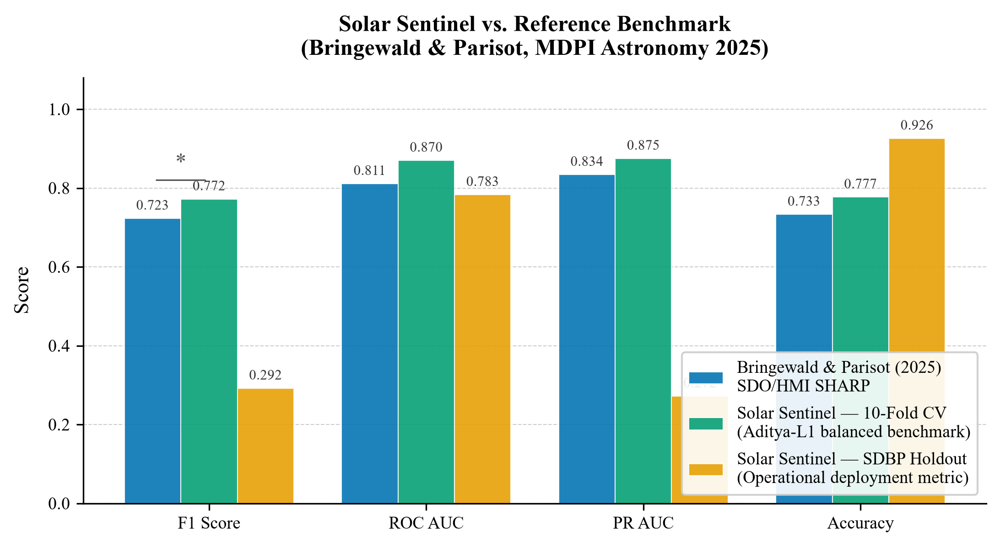 Solar Sentinel vs. Reference Benchmark
(Bringewald & Parisot, MDPI Astronomy 2025)
Score
1.0
0.8
0.6
0.4
0.2
0.0
*
0.723
0.772
0.292
0.811
0.870
0.783
0.834
0.875
0.272
0.733
0.777
0.926
F1 Score
ROC AUC
PR AUC
Accuracy
Bringewald & Parisot (2025)
SDO/HMI SHARP
Solar Sentinel — 10-Fold CV
(Aditya-L1 balanced benchmark)
Solar Sentinel — SDBP Holdout
(Operational deployment metric)